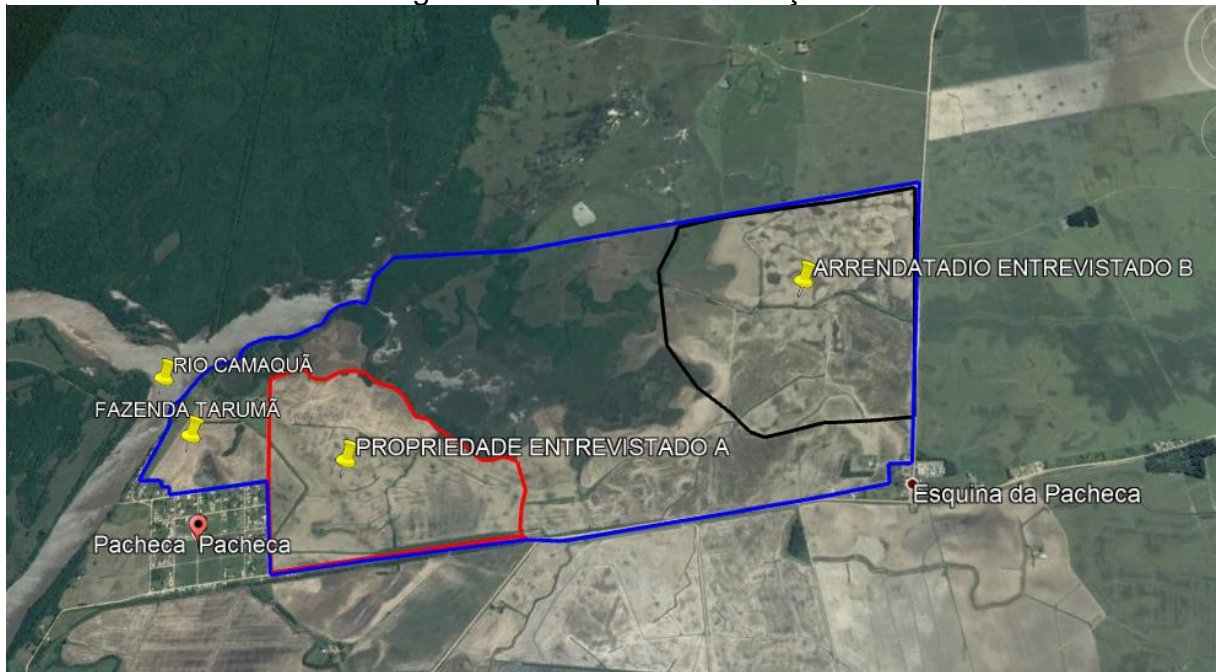 ARRENDATADIO ENTREVISTADO B
RIO CAMAQUÃ
FAZENDA TARUMÃ
PROPRIEDADE ENTREVISTADO A
Esquina da Pacheca
Pacheca Pacheca